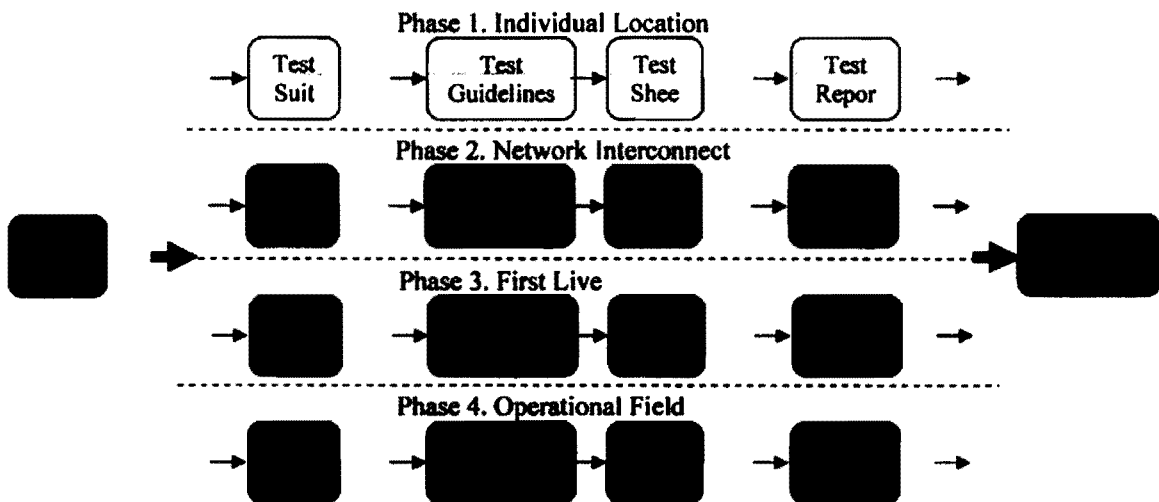 Phase 1. Individual Location
Test
Suit
Test
Guidelines
Test
Shee
Test
Repor
Phase 2. Network Interconnect
Phase 3. First Live
Phase 4. Operational Field